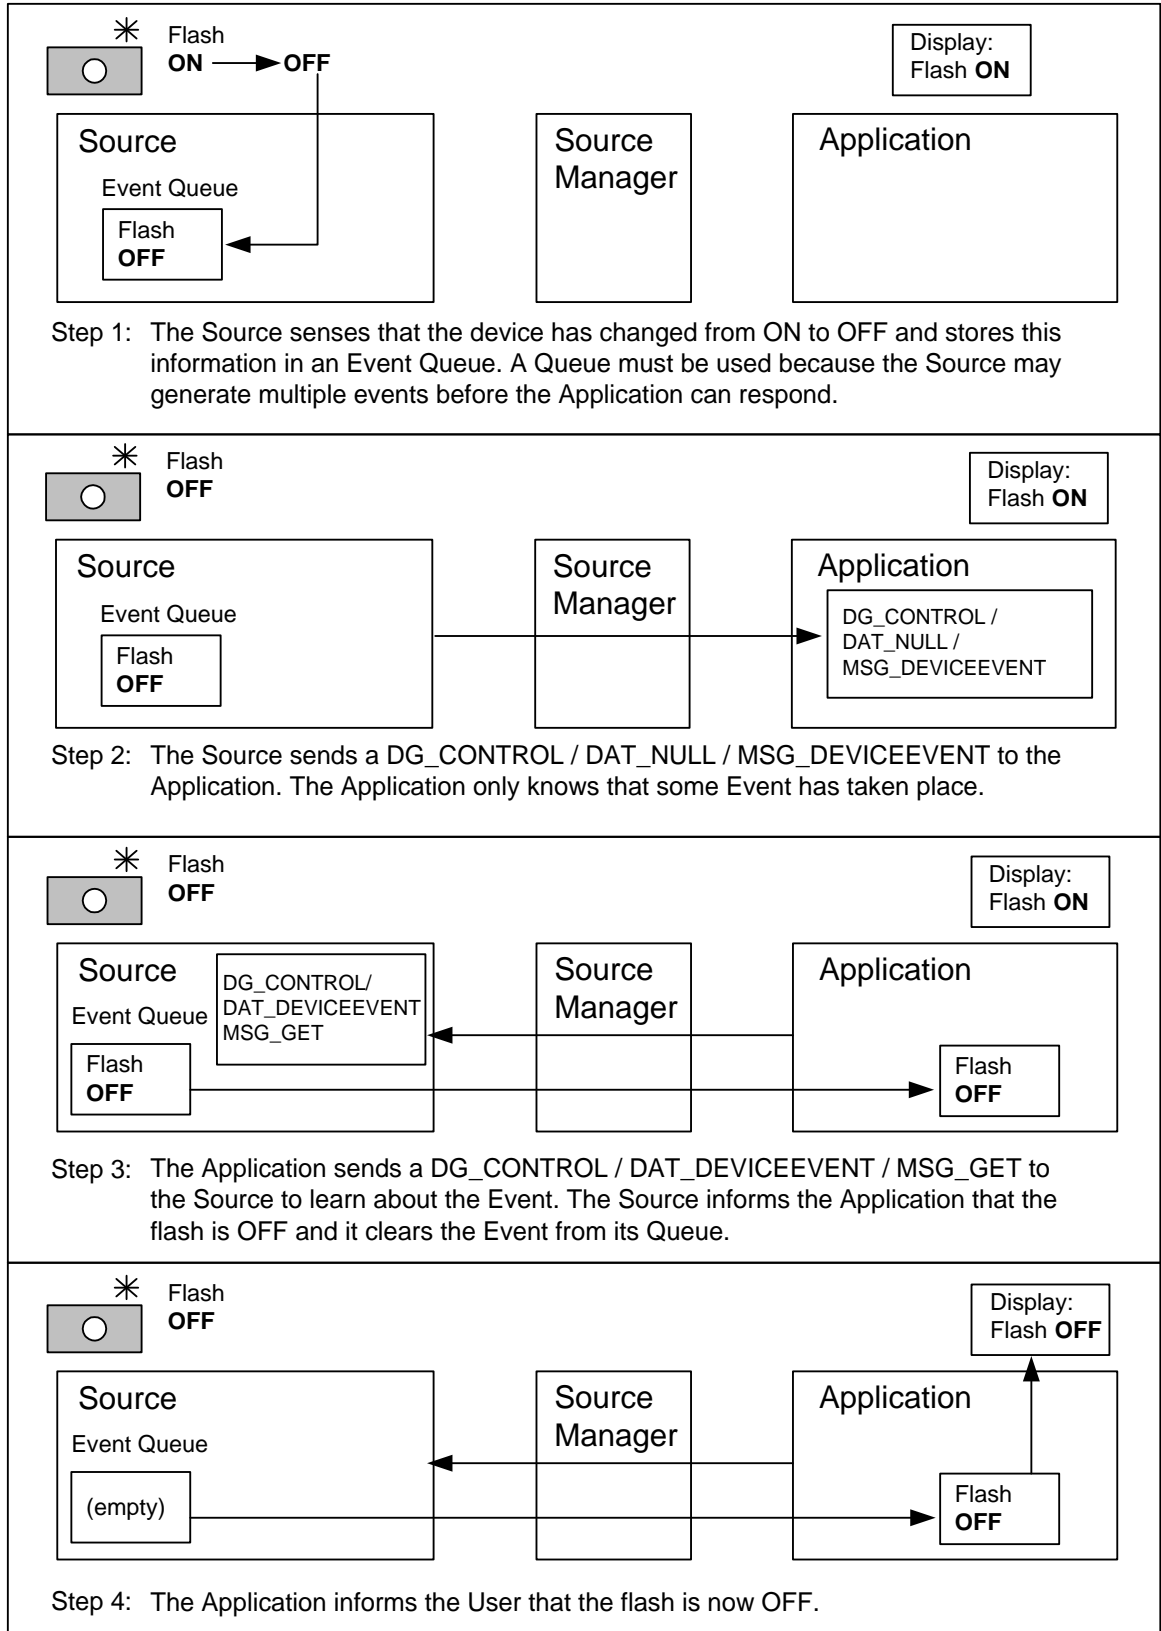 Flash
ON OFF
Display:
Flash ON
Source
Event Queue
Flash
OFF
Source
Manager
Application
Step 1: The Source senses that the device has changed from ON to OFF and stores this
information in an Event Queue. A Queue must be used because the Source may
generate multiple events before the Application can respond.
Flash
OFF
Display:
Flash ON
Source
Event Queue
Flash
OFF
Source
Manager
Application
DG_CONTROL /
DAT_NULL /
MSG_DEVICEEVENT
Step 2: The Source sends a DG_CONTROL / DAT_NULL / MSG_DEVICEEVENT to the
Application. The Application only knows that some Event has taken place.
Flash
OFF
Display:
Flash ON
Source
Event Queue
Flash
OFF
DG_CONTROL/
DAT_DEVICEEVENT
MSG_GET
Source
Manager
Application
Flash
OFF
Step 3: The Application sends a DG_CONTROL / DAT_DEVICEEVENT / MSG_GET to
the Source to learn about the Event. The Source informs the Application that the
flash is OFF and it clears the Event from its Queue.
Flash
OFF
Display:
Flash OFF
Source
Event Queue
(empty)
Source
Manager
Application
Flash
OFF
Step 4: The Application informs the User that the flash is now OFF.